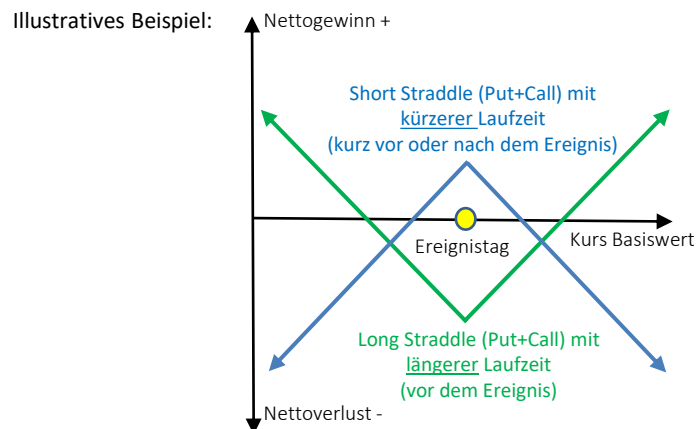 Illustratives Beispiel:
Nettogewinn +
Short Straddle (Put+Call) mit
kürzerer Laufzeit
(kurz vor oder nach dem Ereignis)
Ereignistag
Kurs Basiswert
Long Straddle (Put+Call) mit
längerer Laufzeit
(vor dem Ereignis)
Nettoverlust -